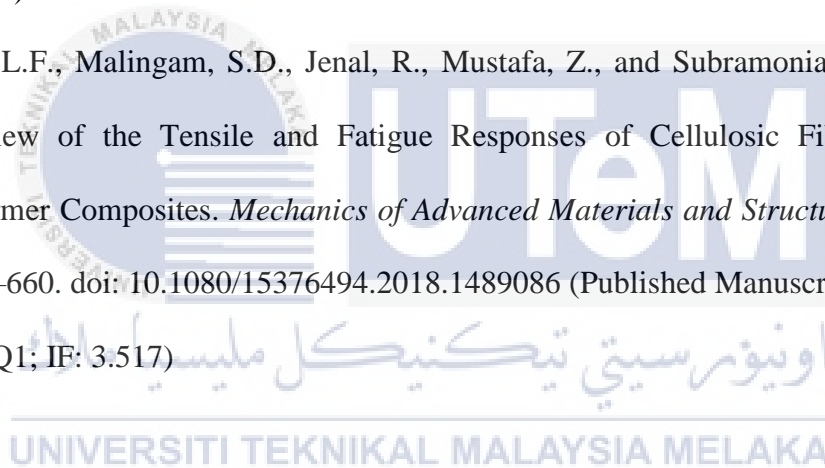 L.F., Malingam, S.D., Jenal, R., Mustafa, Z., and Subramonia
ew of the Tensile and Fatigue Responses of Cellulosic Fi
mer Composites. Mechanics of Advanced Materials and Structu
-660. doi: 10.1080/15376494.2018.1489086 (Published Manuscr
Q1; IF: 3.517)
UTeM
اونيۏرسيتي تيكنيكل مليسيا ملاك
UNIVERSITI TEKNIKAL MALAYSIA MELAKA